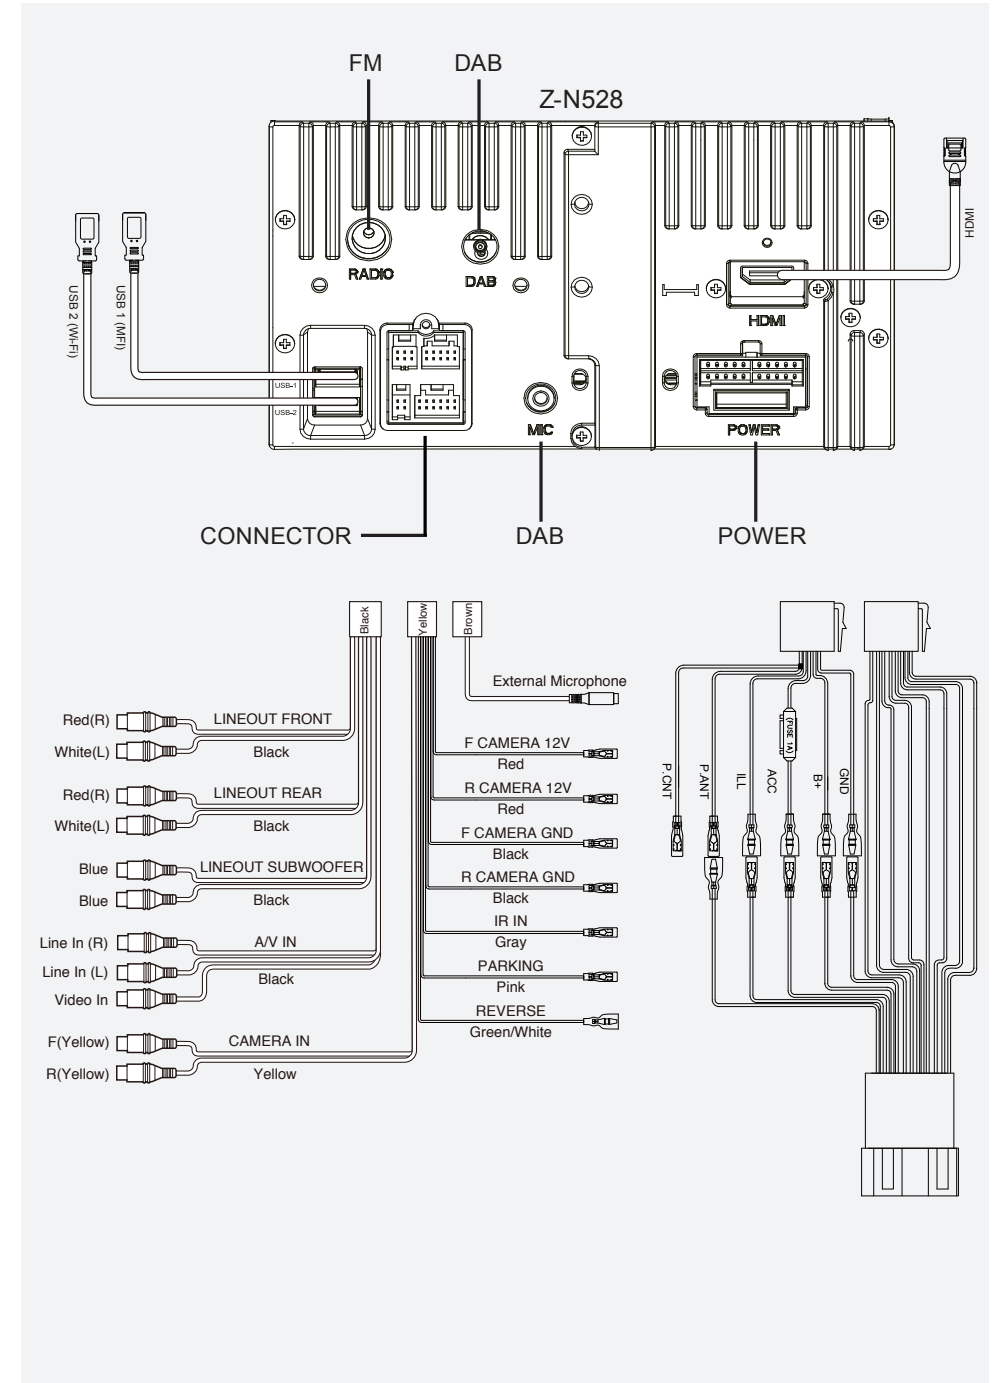 FM
DAB
Z-N528
HDMI
RADIO
DAB
USB 2 (Wi-Fi)
USB 1 (MFI)
HDMI
USB-1
USB-2
MIC
POWER
CONNECTOR
DAB
POWER
Black
Yellow
Brown
External Microphone
Red(R)
LINEOUT FRONT
White(L)
Black
Red(R)
LINEOUT REAR
White(L)
Black
Blue
LINEOUT SUBWOOFER
Blue
Black
Line In (R)
A/V IN
Line In (L)
Black
Video In
F(Yellow)
CAMERA IN
R(Yellow)
Yellow
F CAMERA 12V
Red
R CAMERA 12V
Red
F CAMERA GND
Black
R CAMERA GND
Black
IR IN
Gray
PARKING
Pink
REVERSE
Green/White
(FUSE 1A)
P.CNT
P.ANT
ILL
ACC
B+
GND